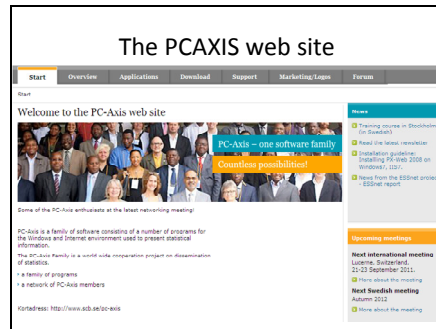 The PCAXIS web site
Start Overview Applications Download Support Marketing/Logos Forum
Start
Welcome to the PC-Axis web site
PC-Axis – one software family
Countless possibilities!
Some of the PC-Axis enthusiasts at the latest networking meeting!
PC-Axis is a family of software consisting of a number of programs for
the Windows and Internet environment used to present statistical
information.
The PC-Axis Family is a world wide cooperation project on dissemination
of statistics.
a family of programs
a network of PC-Axis members
Kortadress: http://www.scb.se/pc-axis
News
Training course in Stockholm
(in Swedish)
Read the latest newsletter
Installation guideline:
Installing PX-Web 2008 on
Windows7, IIS7.
News from the ESSnet project
- ESSnet report
Upcoming meetings
Next international meeting
Lucerne, Switzerland.
21-23 September 2011.
More about the meeting
Next Swedish meeting
Autumn 2012
More about the meeting